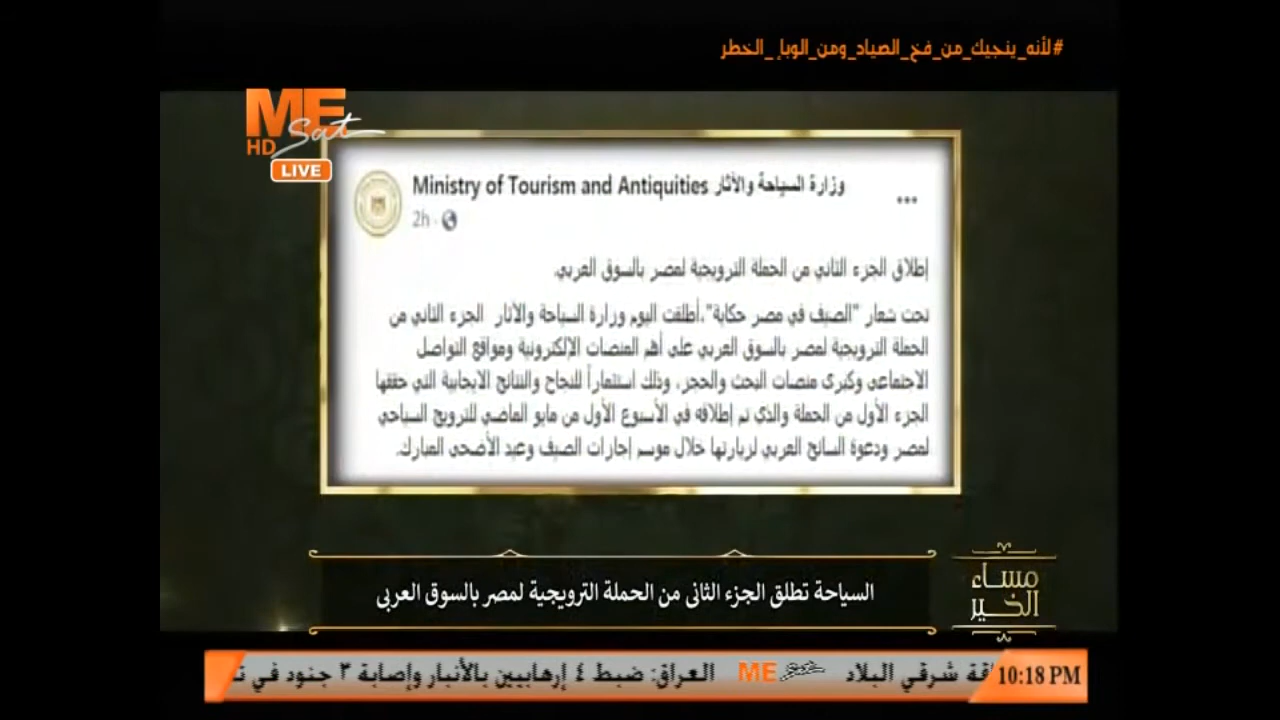 #لأنه_ينجيك_من_فخ_الصياد_ومن_الوبإ_الخطر
ME Sat
HD
LIVE
Ministry of Tourism and Antiquities وزارة السياحة والآثار
2h ·
إطلاق الجزء الثاني من الحملة الترويجية لمصر بالسوق العربي.
تحت شعار "الصيف في مصر حكاية"،أطلقت اليوم وزارة السياحة والآثار الجزء الثاني من
الحملة الترويجية لمصر بالسوق العربي على أهم المنصات الإلكترونية ومواقع التواصل
الاجتماعي وكبرى منصات البحث والحجز، وذلك استثماراً للنجاح والنتائج الايجابية التي حققها
الجزء الأول من الحملة والذي تم إطلاقه في الأسبوع الأول من مايو الماضي للترويج السياحي
لمصر ودعوة السائح العربي لزيارتها خلال موسم إجازات الصيف وعيد الأضحى المبارك.
السياحة تطلق الجزء الثانى من الحملة الترويجية لمصر بالسوق العربى
مساء
الخير
شرقي البلاد ME Sat العراق: ضبط ٤ إرهابيين بالأنبار وإصابة ٣ جنود في
10:18 PM